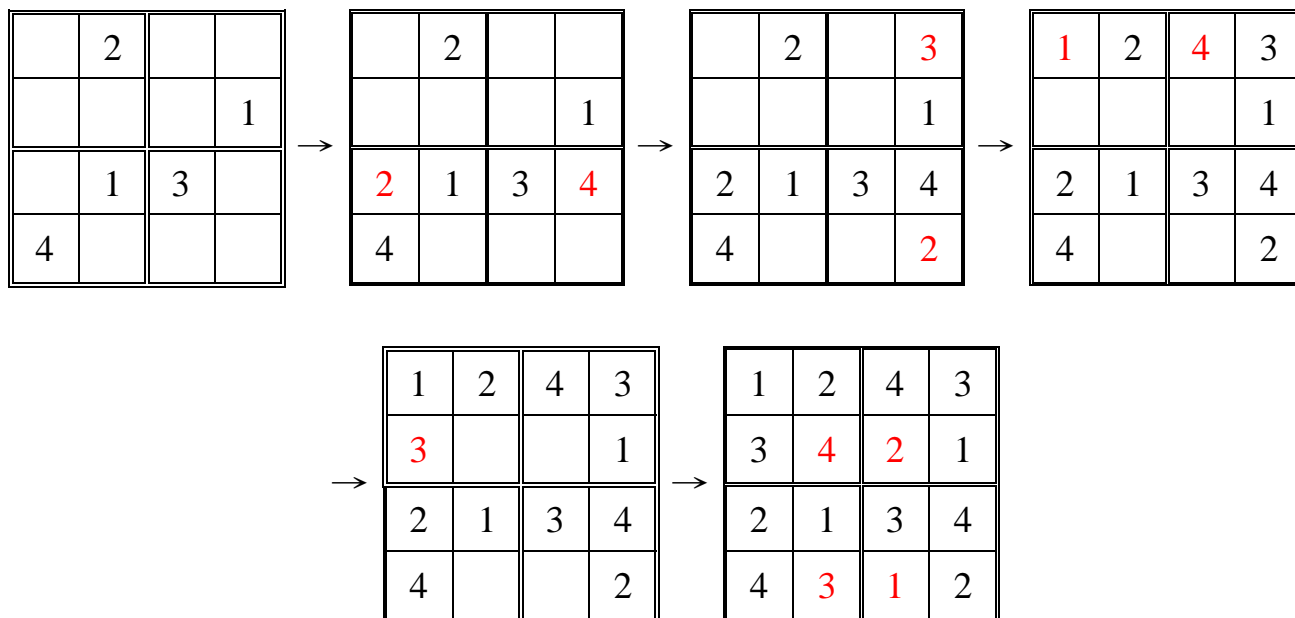 2 2 2 3 1 2 4 3
1 1 1 1
→ → →
1 3 2 1 3 4 2 1 3 4 2 1 3 4
4 4 4 2 4 2
1 2 4 3 1 2 4 3
3 1 3 4 2 1
→ →
2 1 3 4 2 1 3 4
4 2 4 3 1 2